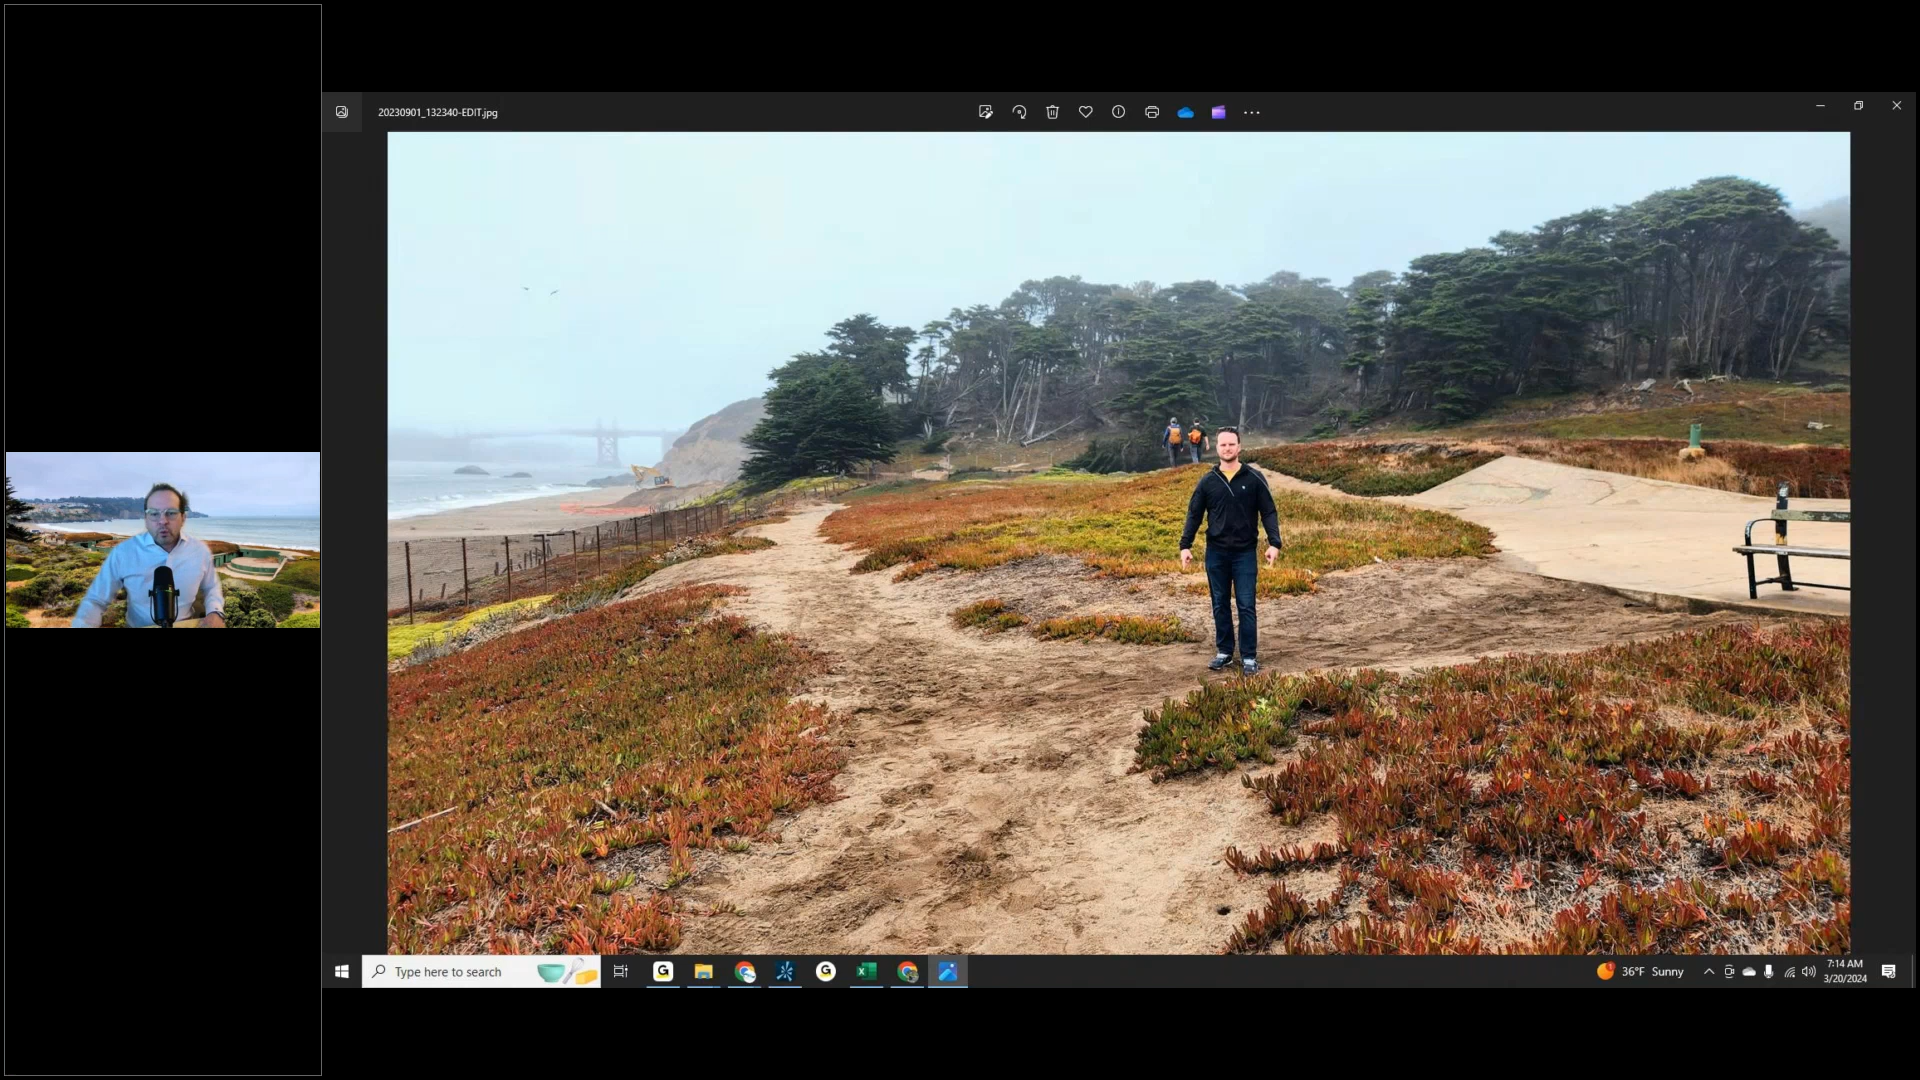 20230901_132340-EDIT.jpg
Type here to search
G
G
36°F Sunny
7:14 AM
3/20/2024